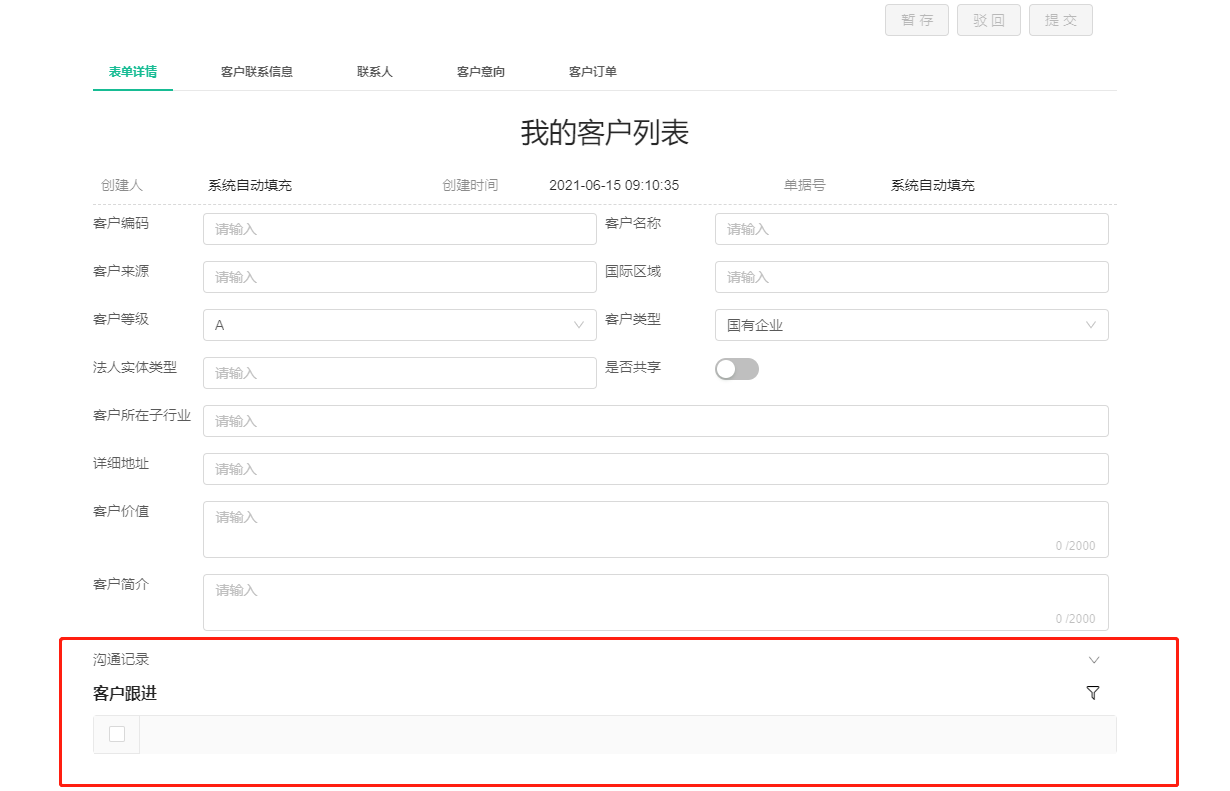 暂 存 驳 回 提 交
表单详情 客户联系信息 联系人 客户意向 客户订单
我的客户列表
创建人 系统自动填充 创建时间 2021-06-15 09:10:35 单据号 系统自动填充
客户编码 请输入 客户名称 请输入
客户来源 请输入 国际区域 请输入
客户等级 A 客户类型 国有企业
法人实体类型 请输入 是否共享
客户所在子行业 请输入
详细地址 请输入
客户价值 请输入
0 /2000
客户简介 请输入
0 /2000
沟通记录
客户跟进